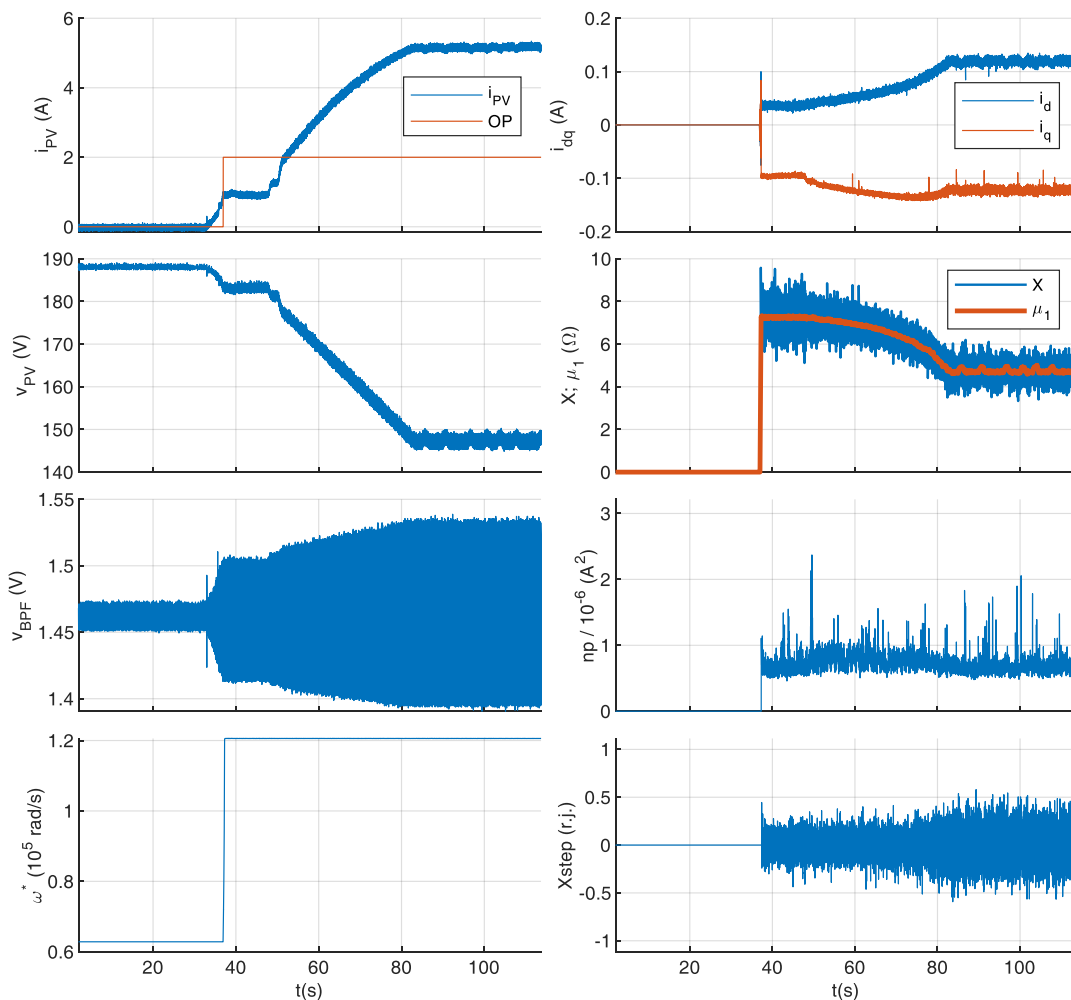 6
4
2
0
i_PV (A)
i_PV
OP
0.2
0.1
0
-0.1
-0.2
i_dq (A)
i_d
i_q
190
180
170
160
150
140
v_PV (V)
10
8
6
4
2
0
X; μ_1 (Ω)
X
μ_1
1.55
1.5
1.45
1.4
v_BPF (V)
3
2
1
0
np / 10^-6 (A^2)
1.2
1
0.8
0.6
ω^* (10^5 rad/s)
20 40 60 80 100
t(s)
1
0.5
0
-0.5
-1
Xstep (r.j.)
20 40 60 80 100
t(s)